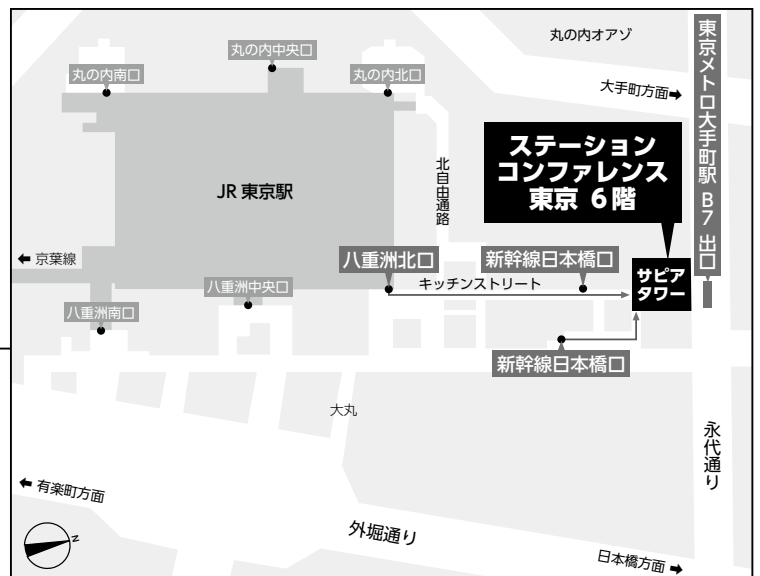 丸の内オアゾ
丸の内中央口
丸の内南口
丸の内北口
大手町方面➡
東京メトロ大手町駅 B7 出口
ステーション
コンファレンス
東京 6階
北自由通路
JR 東京駅
⬅ 京葉線
八重洲北口
新幹線日本橋口
サピア
タワー
キッチンストリート
八重洲中央口
八重洲南口
新幹線日本橋口
大丸
永代通り
⬅ 有楽町方面
外堀通り
N
日本橋方面 ➡